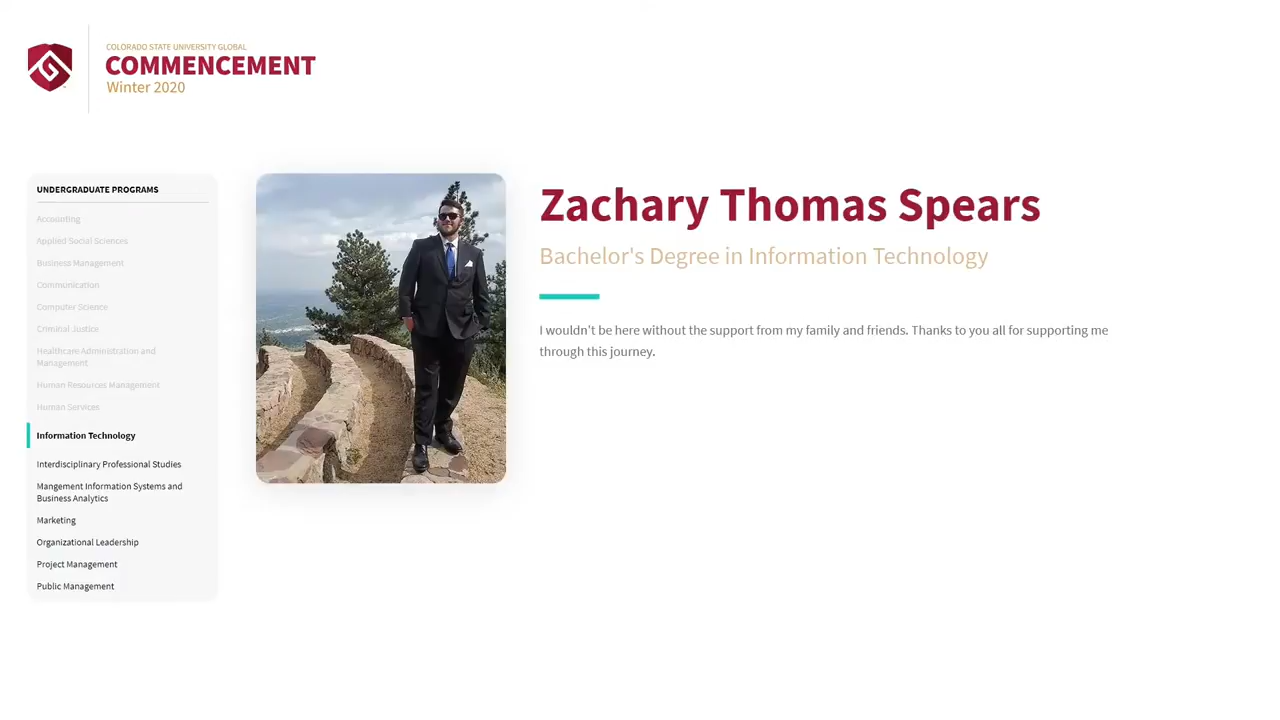 COLORADO STATE UNIVERSITY GLOBAL
COMMENCEMENT
Winter 2020
UNDERGRADUATE PROGRAMS
Accounting
Applied Social Sciences
Business Management
Communication
Computer Science
Criminal Justice
Healthcare Administration and
Management
Human Resources Management
Human Services
Information Technology
Interdisciplinary Professional Studies
Mangement Information Systems and
Business Analytics
Marketing
Organizational Leadership
Project Management
Public Management
Zachary Thomas Spears
Bachelor's Degree in Information Technology
I wouldn't be here without the support from my family and friends. Thanks to you all for supporting me
through this journey.